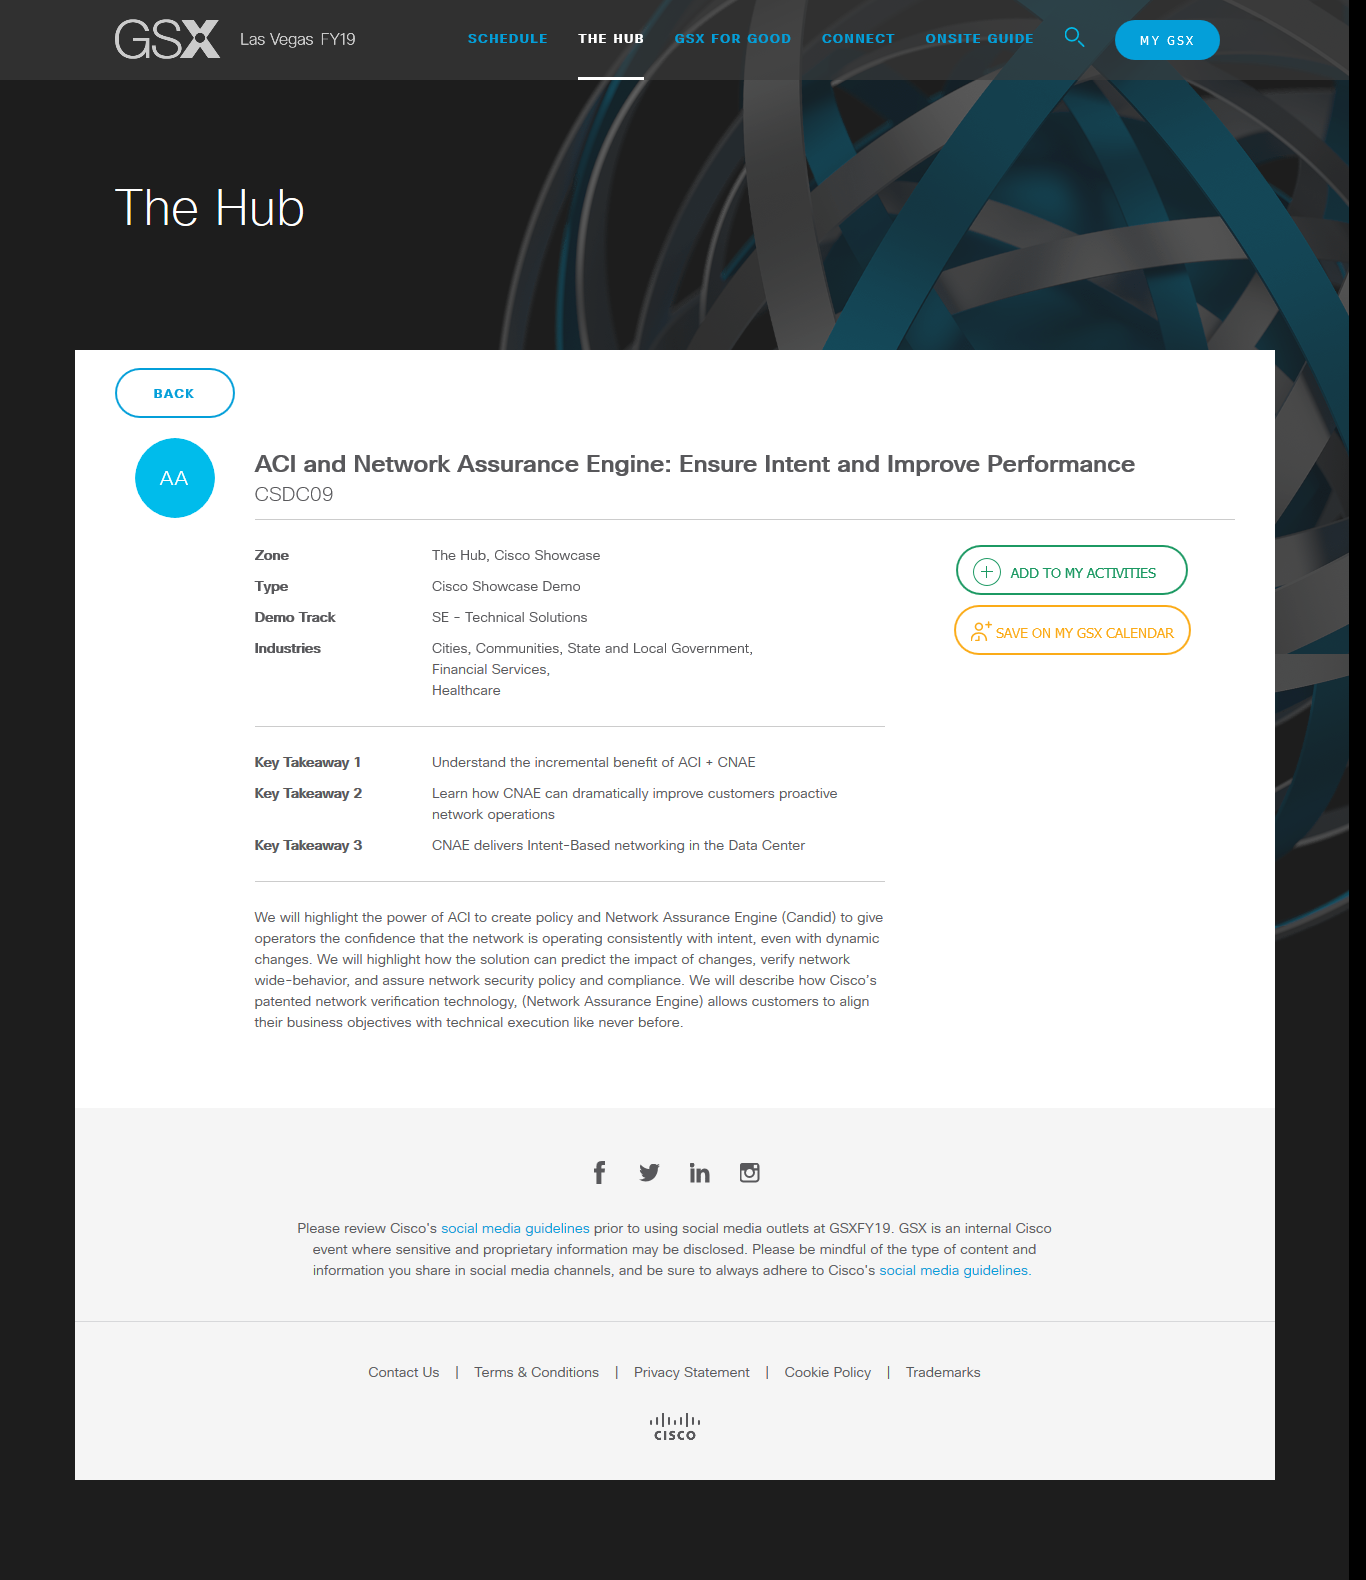 GSX Las Vegas FY19
SCHEDULE THE HUB GSX FOR GOOD CONNECT ONSITE GUIDE MY GSX
The Hub
BACK
AA
ACI and Network Assurance Engine: Ensure Intent and Improve Performance
CSDC09
Zone The Hub, Cisco Showcase
Type Cisco Showcase Demo
Demo Track SE - Technical Solutions
Industries Cities, Communities, State and Local Government,
Financial Services,
Healthcare
ADD TO MY ACTIVITIES
SAVE ON MY GSX CALENDAR
Key Takeaway 1 Understand the incremental benefit of ACI + CNAE
Key Takeaway 2 Learn how CNAE can dramatically improve customers proactive
network operations
Key Takeaway 3 CNAE delivers Intent-Based networking in the Data Center
We will highlight the power of ACI to create policy and Network Assurance Engine (Candid) to give
operators the confidence that the network is operating consistently with intent, even with dynamic
changes. We will highlight how the solution can predict the impact of changes, verify network
wide-behavior, and assure network security policy and compliance. We will describe how Cisco's
patented network verification technology, (Network Assurance Engine) allows customers to align
their business objectives with technical execution like never before.
Please review Cisco's social media guidelines prior to using social media outlets at GSXFY19. GSX is an internal Cisco
event where sensitive and proprietary information may be disclosed. Please be mindful of the type of content and
information you share in social media channels, and be sure to always adhere to Cisco's social media guidelines.
Contact Us | Terms & Conditions | Privacy Statement | Cookie Policy | Trademarks
CISCO